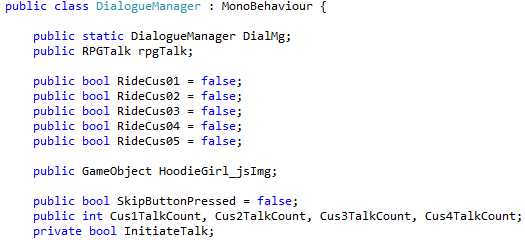 public class DialogueManager : MonoBehaviour {
public static DialogueManager DialMg;
public RPGTalk rpgTalk;
public bool RideCus01 = false;
public bool RideCus02 = false;
public bool RideCus03 = false;
public bool RideCus04 = false;
public bool RideCus05 = false;
public GameObject HoodieGirl_jsImg;
public bool SkipButtonPressed = false;
public int Cus1TalkCount, Cus2TalkCount, Cus3TalkCount, Cus4TalkCount;
private bool InitiateTalk;